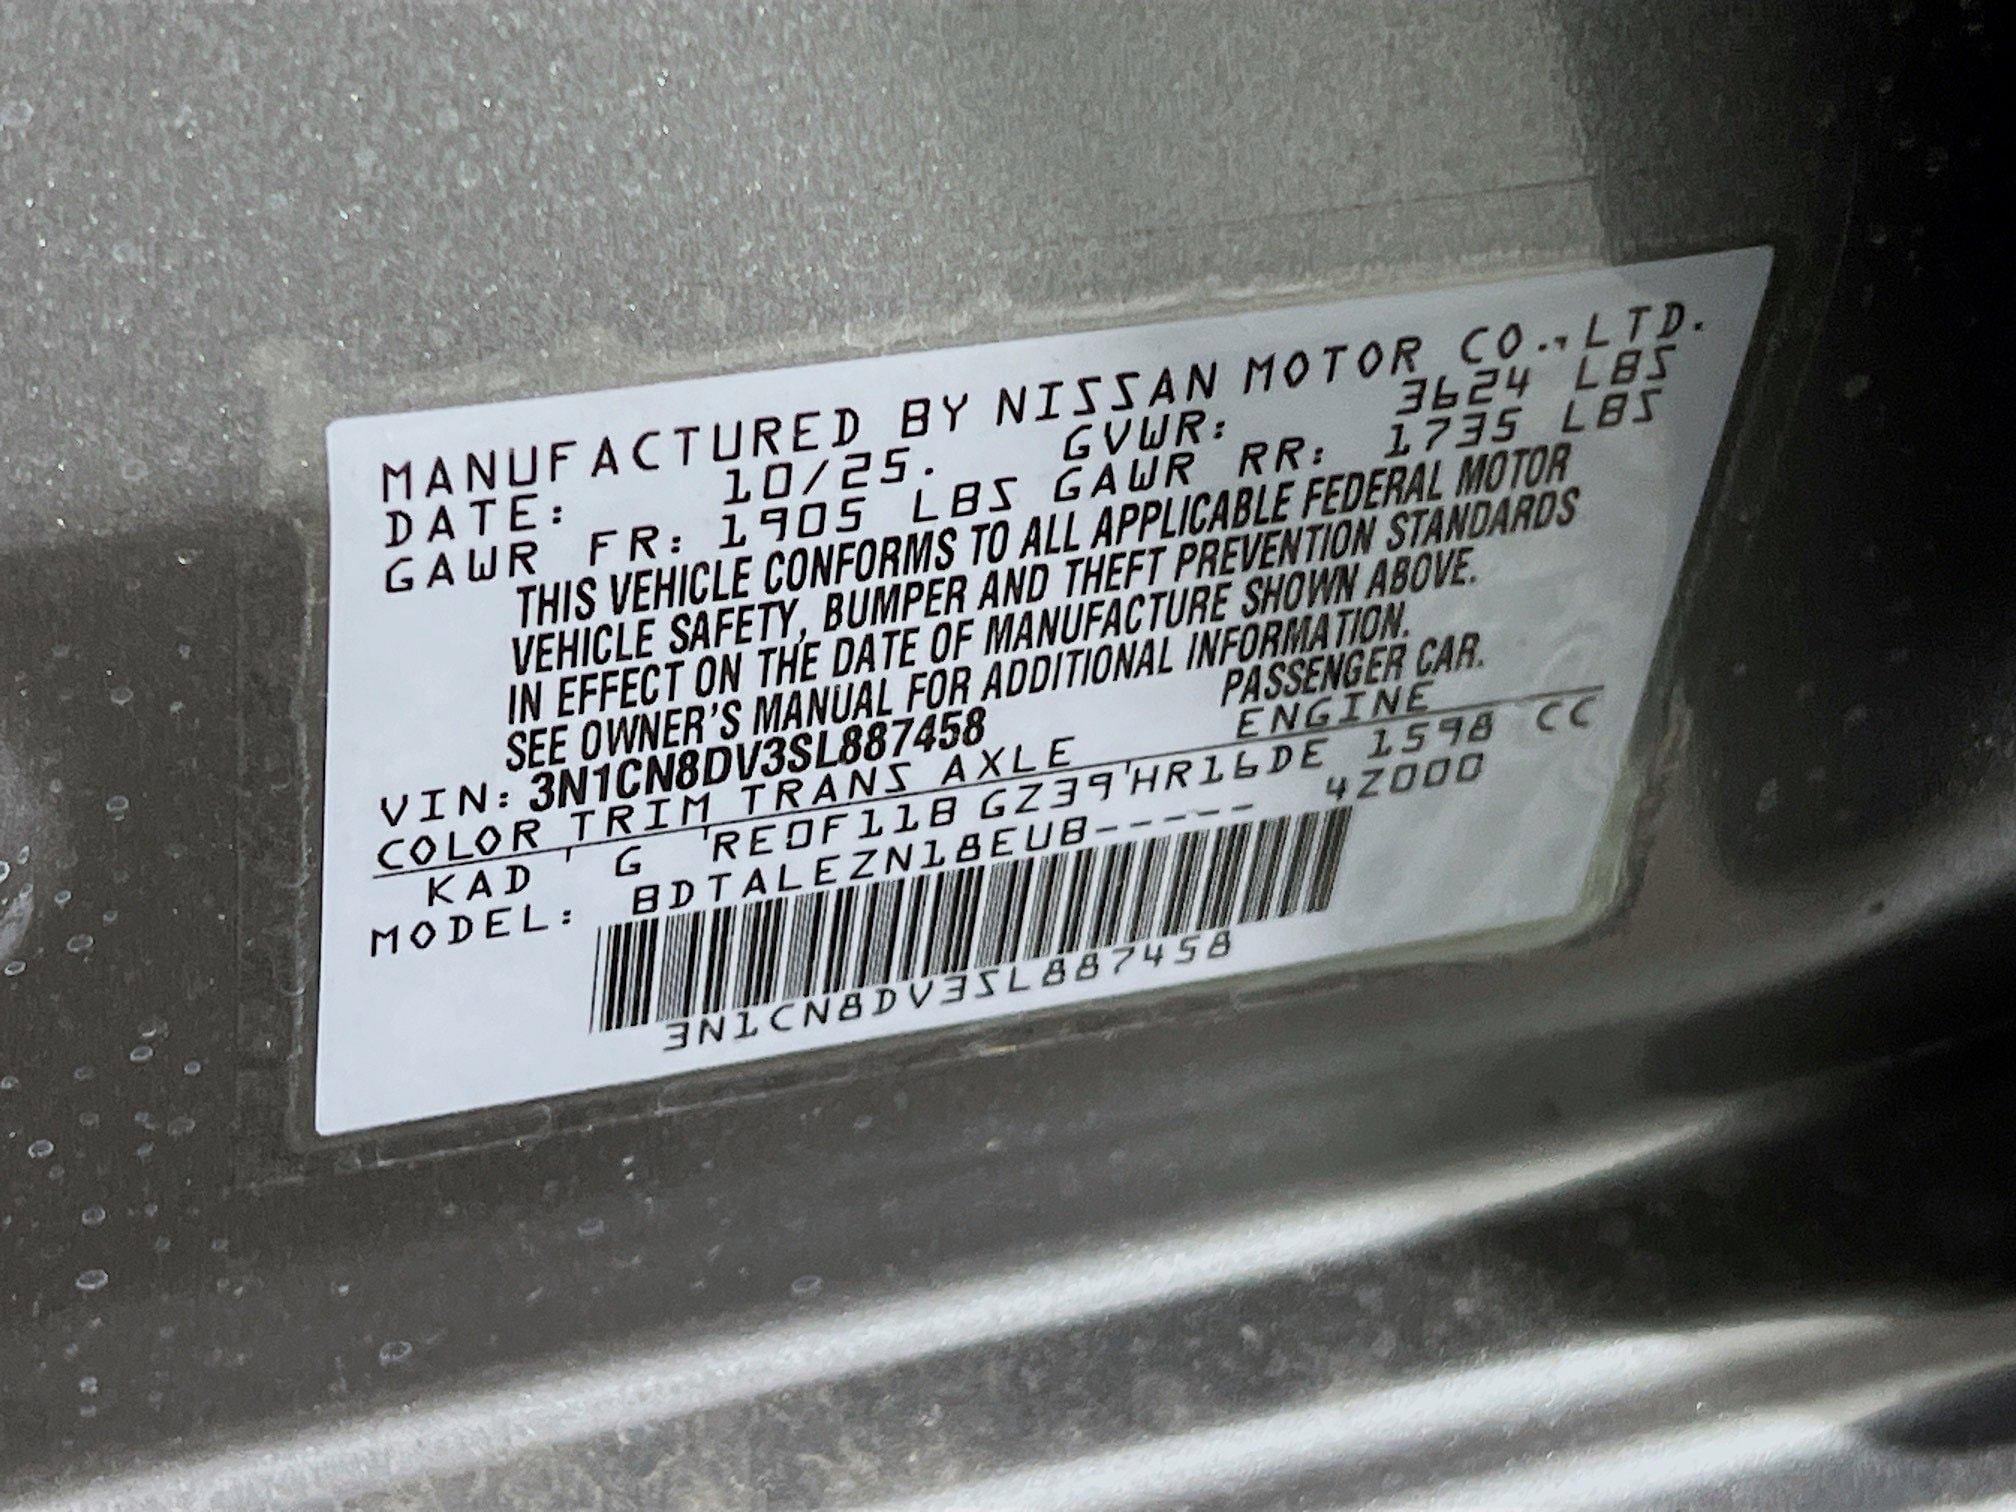 MANUFACTURED BY NISSAN MOTOR CO.,LTD.
DATE: 10/25. GVWR: 3624 LBS
GAWR FR: 1905 LBS GAWR RR: 1735 LBS
THIS VEHICLE CONFORMS TO ALL APPLICABLE FEDERAL MOTOR
VEHICLE SAFETY, BUMPER AND THEFT PREVENTION STANDARDS
IN EFFECT ON THE DATE OF MANUFACTURE SHOWN ABOVE.
SEE OWNER'S MANUAL FOR ADDITIONAL INFORMATION.
VIN: 3N1CN8DV3SL887458 PASSENGER CAR.
COLOR TRIM TRANS AXLE ENGINE
KAD G RE0F11B GZ39 HR16DE 1598 CC
MODEL: BDTALEZN18EUB----- 4Z000
3N1CN8DV3SL887458